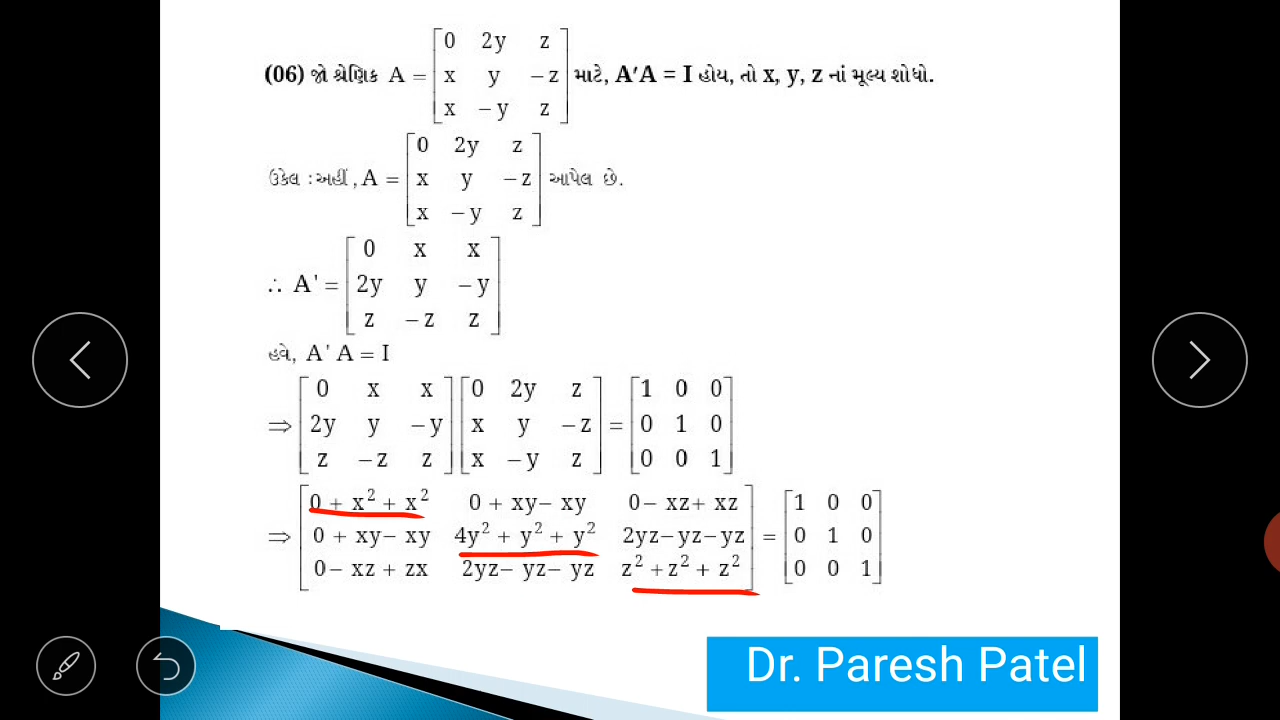 (06) જો શ્રેણિક A = [0 2y z; x y −z; x −y z] માટે, A′A = I હોય, તો x, y, z નાં મૂલ્ય શોધો.
ઉકેલ : અહીં, A = [0 2y z; x y −z; x −y z] આપેલ છે.
∴ A' = [0 x x; 2y y −y; z −z z]
હવે, A' A = I
⇒ [0 x x; 2y y −y; z −z z] [0 2y z; x y −z; x −y z] = [1 0 0; 0 1 0; 0 0 1]
⇒ [0 + x² + x² 0 + xy− xy 0− xz+ xz; 0 + xy− xy 4y² + y² + y² 2yz−yz−yz; 0− xz + zx 2yz− yz− yz z² + z² + z²] = [1 0 0; 0 1 0; 0 0 1]
Dr. Paresh Patel